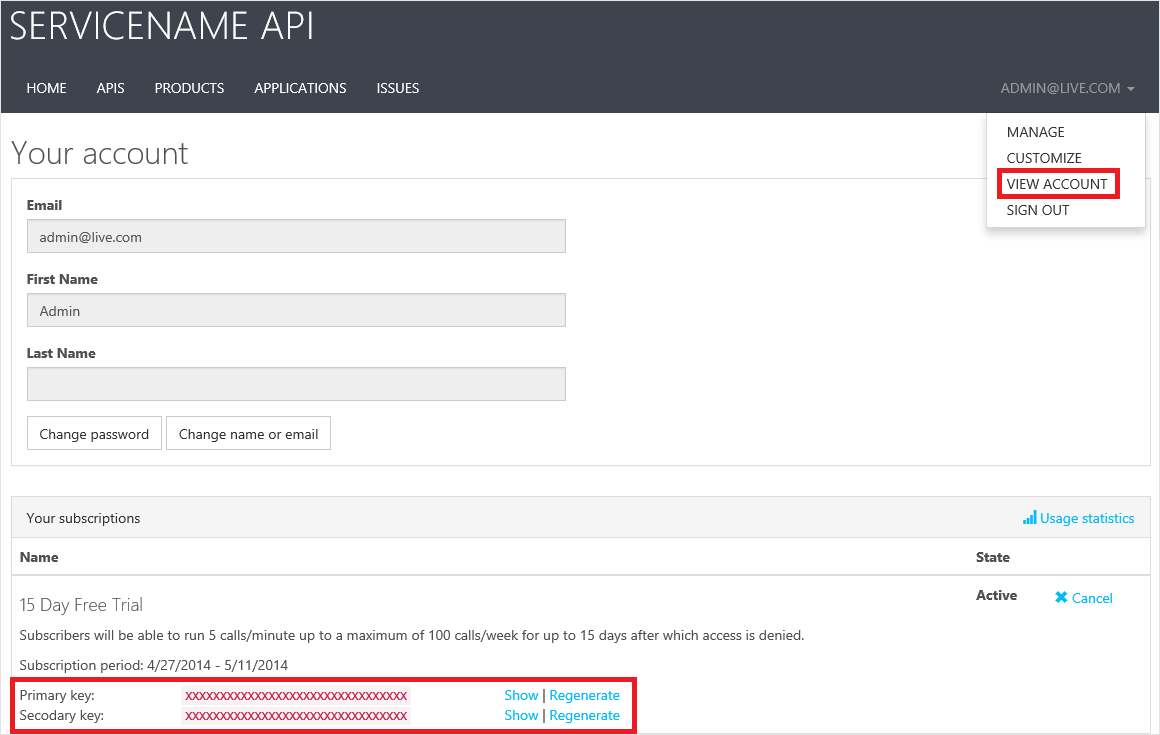 SERVICENAME API
HOME APIS PRODUCTS APPLICATIONS ISSUES ADMIN@LIVE.COM
MANAGE
CUSTOMIZE
VIEW ACCOUNT
SIGN OUT
Your account
Email
admin@live.com
First Name
Admin
Last Name
Change password Change name or email
Your subscriptions Usage statistics
Name State
15 Day Free Trial Active Cancel
Subscribers will be able to run 5 calls/minute up to a maximum of 100 calls/week for up to 15 days after which access is denied.
Subscription period: 4/27/2014 - 5/11/2014
Primary key: xxxxxxxxxxxxxxxxxxxxxxxxxxxxxxxx Show | Regenerate
Secodary key: xxxxxxxxxxxxxxxxxxxxxxxxxxxxxxxx Show | Regenerate